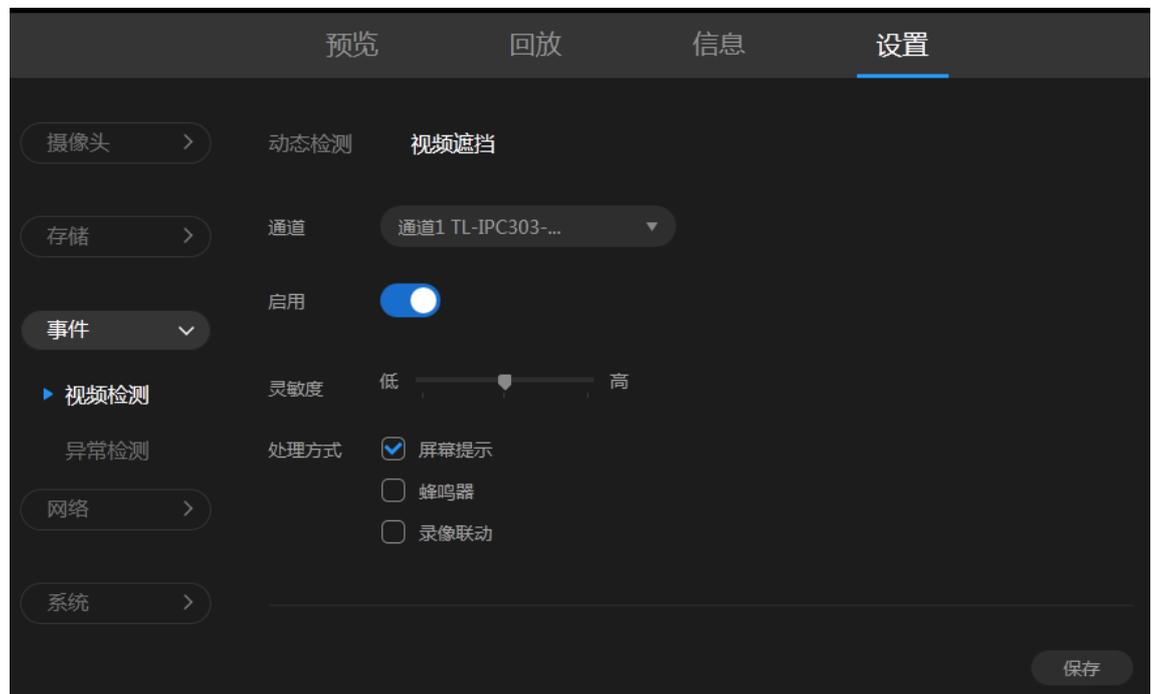 预览 回放 信息 设置
摄像头
动态检测 视频遮挡
存储
通道 通道1 TL-IPC303-...
启用
事件
灵敏度 低 高
视频检测
处理方式 屏幕提示
异常检测
蜂鸣器
网络
录像联动
系统
保存